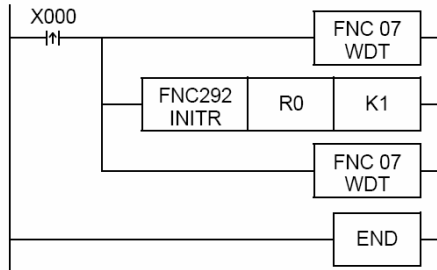 X000
FNC 07
WDT
FNC292
INITR
R0
K1
FNC 07
WDT
END